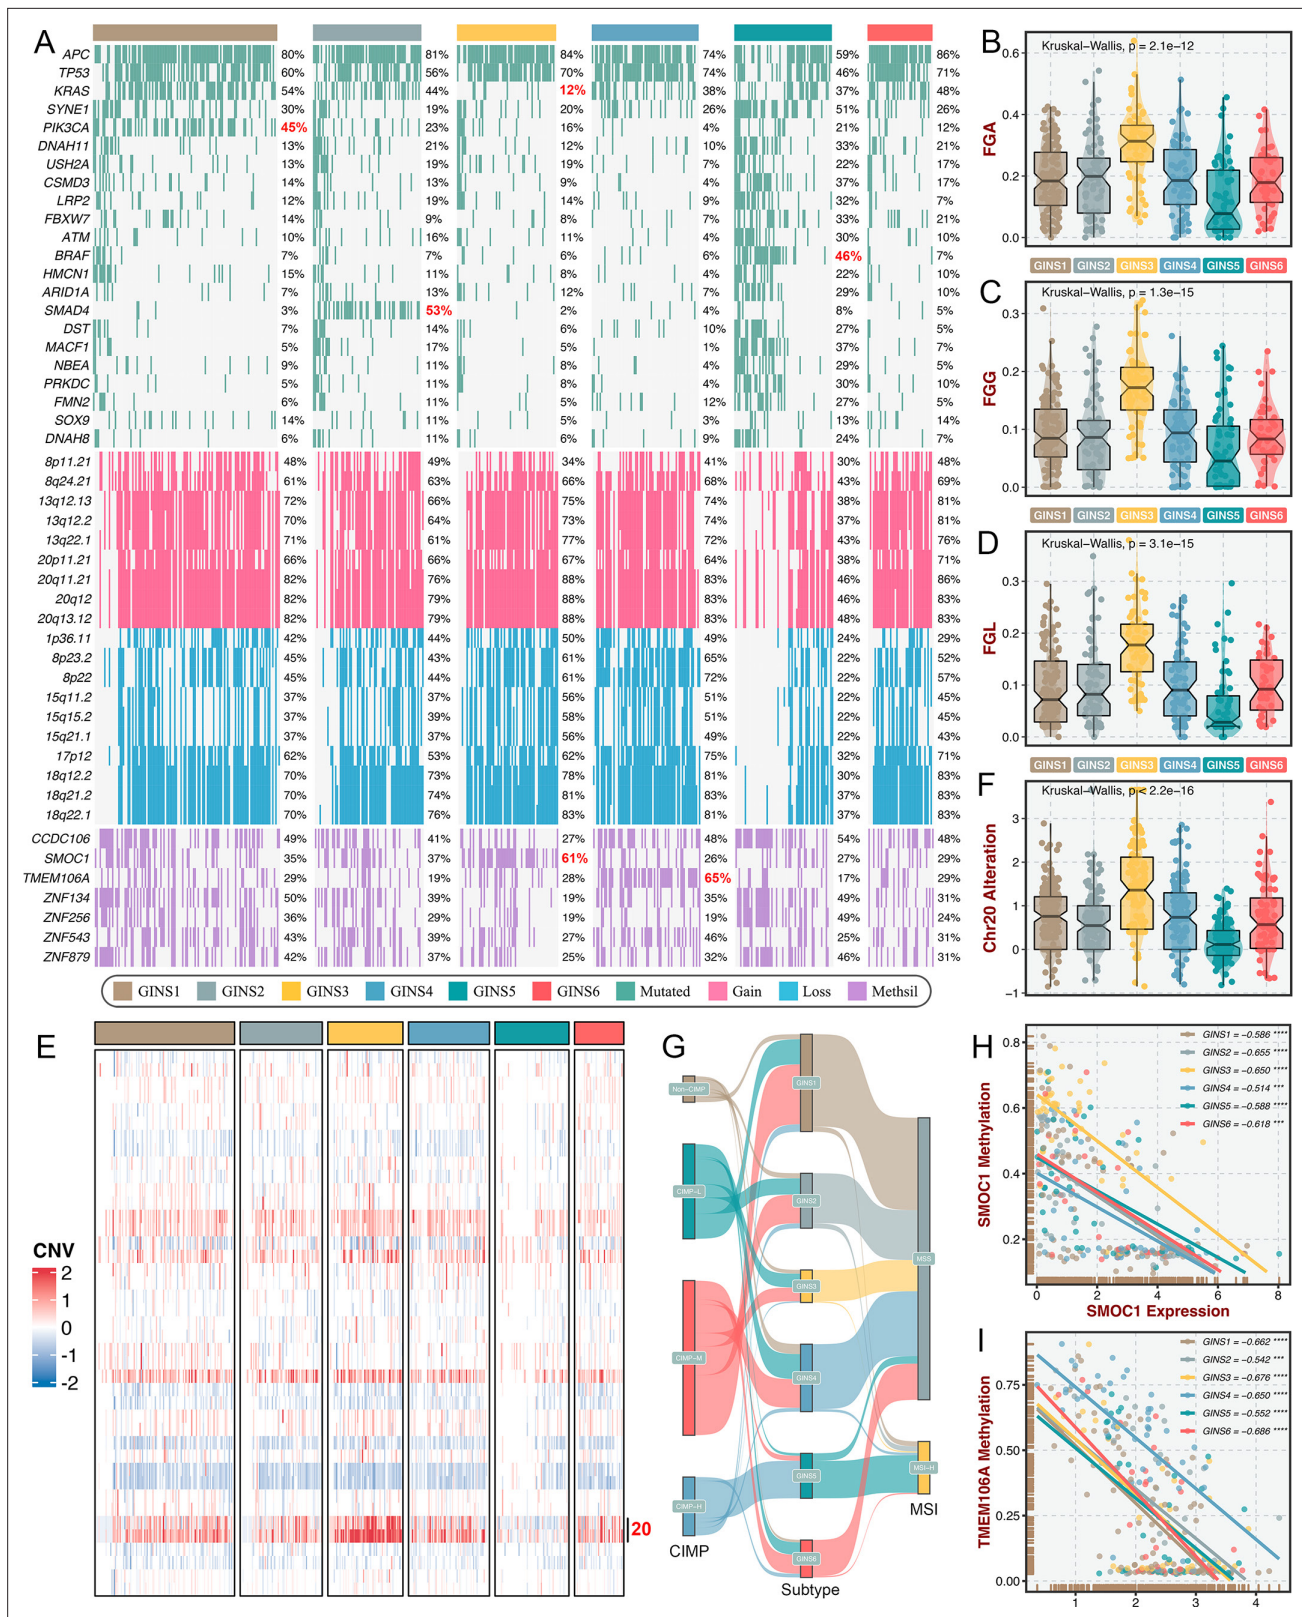 A
APC 80% 81% 84% 74% 59% 86%
TP53 60% 56% 70% 74% 46% 71%
KRAS 54% 44% 12% 38% 37% 48%
SYNE1 30% 19% 20% 26% 51% 26%
PIK3CA 45% 23% 16% 4% 21% 12%
DNAH11 13% 21% 12% 10% 33% 21%
USH2A 13% 19% 19% 7% 22% 17%
CSMD3 14% 13% 9% 4% 37% 17%
LRP2 12% 19% 14% 9% 32% 7%
FBXW7 14% 9% 8% 7% 33% 21%
ATM 10% 16% 11% 4% 30% 10%
BRAF 7% 7% 6% 6% 46% 7%
HMCN1 15% 11% 8% 4% 22% 10%
ARID1A 7% 13% 12% 7% 29% 10%
SMAD4 3% 53% 2% 4% 8% 5%
DST 7% 14% 6% 10% 27% 5%
MACF1 5% 17% 5% 1% 37% 7%
NBEA 9% 11% 8% 4% 29% 5%
PRKDC 5% 11% 8% 4% 30% 10%
FMN2 6% 11% 5% 12% 27% 5%
SOX9 14% 11% 5% 3% 13% 14%
DNAH8 6% 11% 6% 9% 24% 7%
8p11.21 48% 49% 34% 41% 30% 48%
8q24.21 61% 63% 66% 68% 43% 69%
13q12.13 72% 66% 75% 74% 38% 81%
13q12.2 70% 64% 73% 74% 37% 81%
13q22.1 71% 61% 77% 72% 43% 76%
20p11.21 66% 66% 67% 64% 38% 71%
20q11.21 82% 76% 88% 83% 46% 86%
20q12 82% 79% 88% 83% 46% 83%
20q13.12 82% 79% 88% 83% 48% 83%
1p36.11 42% 44% 50% 49% 24% 29%
8p23.2 45% 43% 61% 65% 22% 52%
8p22 45% 44% 61% 72% 22% 57%
15q11.2 37% 37% 56% 51% 22% 45%
15q15.2 37% 39% 58% 51% 22% 45%
15q21.1 37% 37% 56% 49% 22% 43%
17p12 62% 53% 62% 75% 32% 71%
18q12.2 70% 73% 78% 81% 30% 83%
18q21.2 70% 74% 81% 83% 37% 83%
18q22.1 70% 76% 83% 81% 37% 83%
CCDC106 49% 41% 27% 48% 54% 48%
SMOC1 35% 37% 61% 26% 27% 29%
TMEM106A 29% 19% 28% 65% 17% 29%
ZNF134 50% 39% 19% 35% 49% 31%
ZNF256 36% 29% 19% 19% 49% 24%
ZNF543 43% 39% 27% 46% 25% 31%
ZNF879 42% 37% 25% 32% 46% 31%
GINS1 GINS2 GINS3 GINS4 GINS5 GINS6 Mutated Gain Loss Methsil
B
Kruskal−Wallis, p = 2.1e−12
FGA
0.6
0.4
0.2
0.0
GINS1 GINS2 GINS3 GINS4 GINS5 GINS6
C
Kruskal−Wallis, p = 1.3e−15
FGG
0.3
0.2
0.1
0.0
GINS1 GINS2 GINS3 GINS4 GINS5 GINS6
D
Kruskal−Wallis, p = 3.1e−15
FGL
0.3
0.2
0.1
0.0
GINS1 GINS2 GINS3 GINS4 GINS5 GINS6
F
Kruskal−Wallis, p < 2.2e−16
Chr20 Alteration
3
2
1
0
−1
E
CNV
2
1
0
-1
-2
20
G
Non−CIMP
CIMP−L
CIMP−M
CIMP−H
CIMP
GINS1
GINS2
GINS3
GINS4
GINS5
GINS6
Subtype
MSS
MSI−H
MSI
H
GINS1 = −0.586 ****
GINS2 = −0.655 ****
GINS3 = −0.650 ****
GINS4 = −0.514 ***
GINS5 = −0.588 ****
GINS6 = −0.618 ***
SMOC1 Methylation
0.8
0.6
0.4
0.2
0 2 4 6 8
SMOC1 Expression
I
GINS1 = −0.662 ****
GINS2 = −0.542 ***
GINS3 = −0.676 ****
GINS4 = −0.650 ****
GINS5 = −0.552 ****
GINS6 = −0.686 ****
TMEM106A Methylation
0.75
0.50
0.25
0.00
1 2 3 4